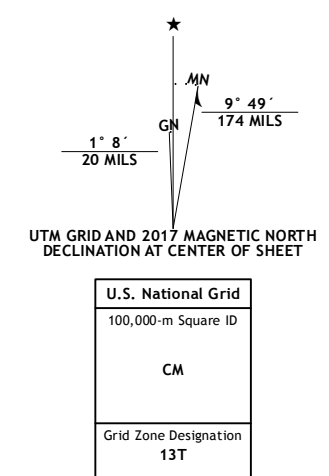 ★
MN
GN
9° 49´
174 MILS
1° 8´
20 MILS
UTM GRID AND 2017 MAGNETIC NORTH
DECLINATION AT CENTER OF SHEET
U.S. National Grid
100,000-m Square ID
CM
Grid Zone Designation
13T